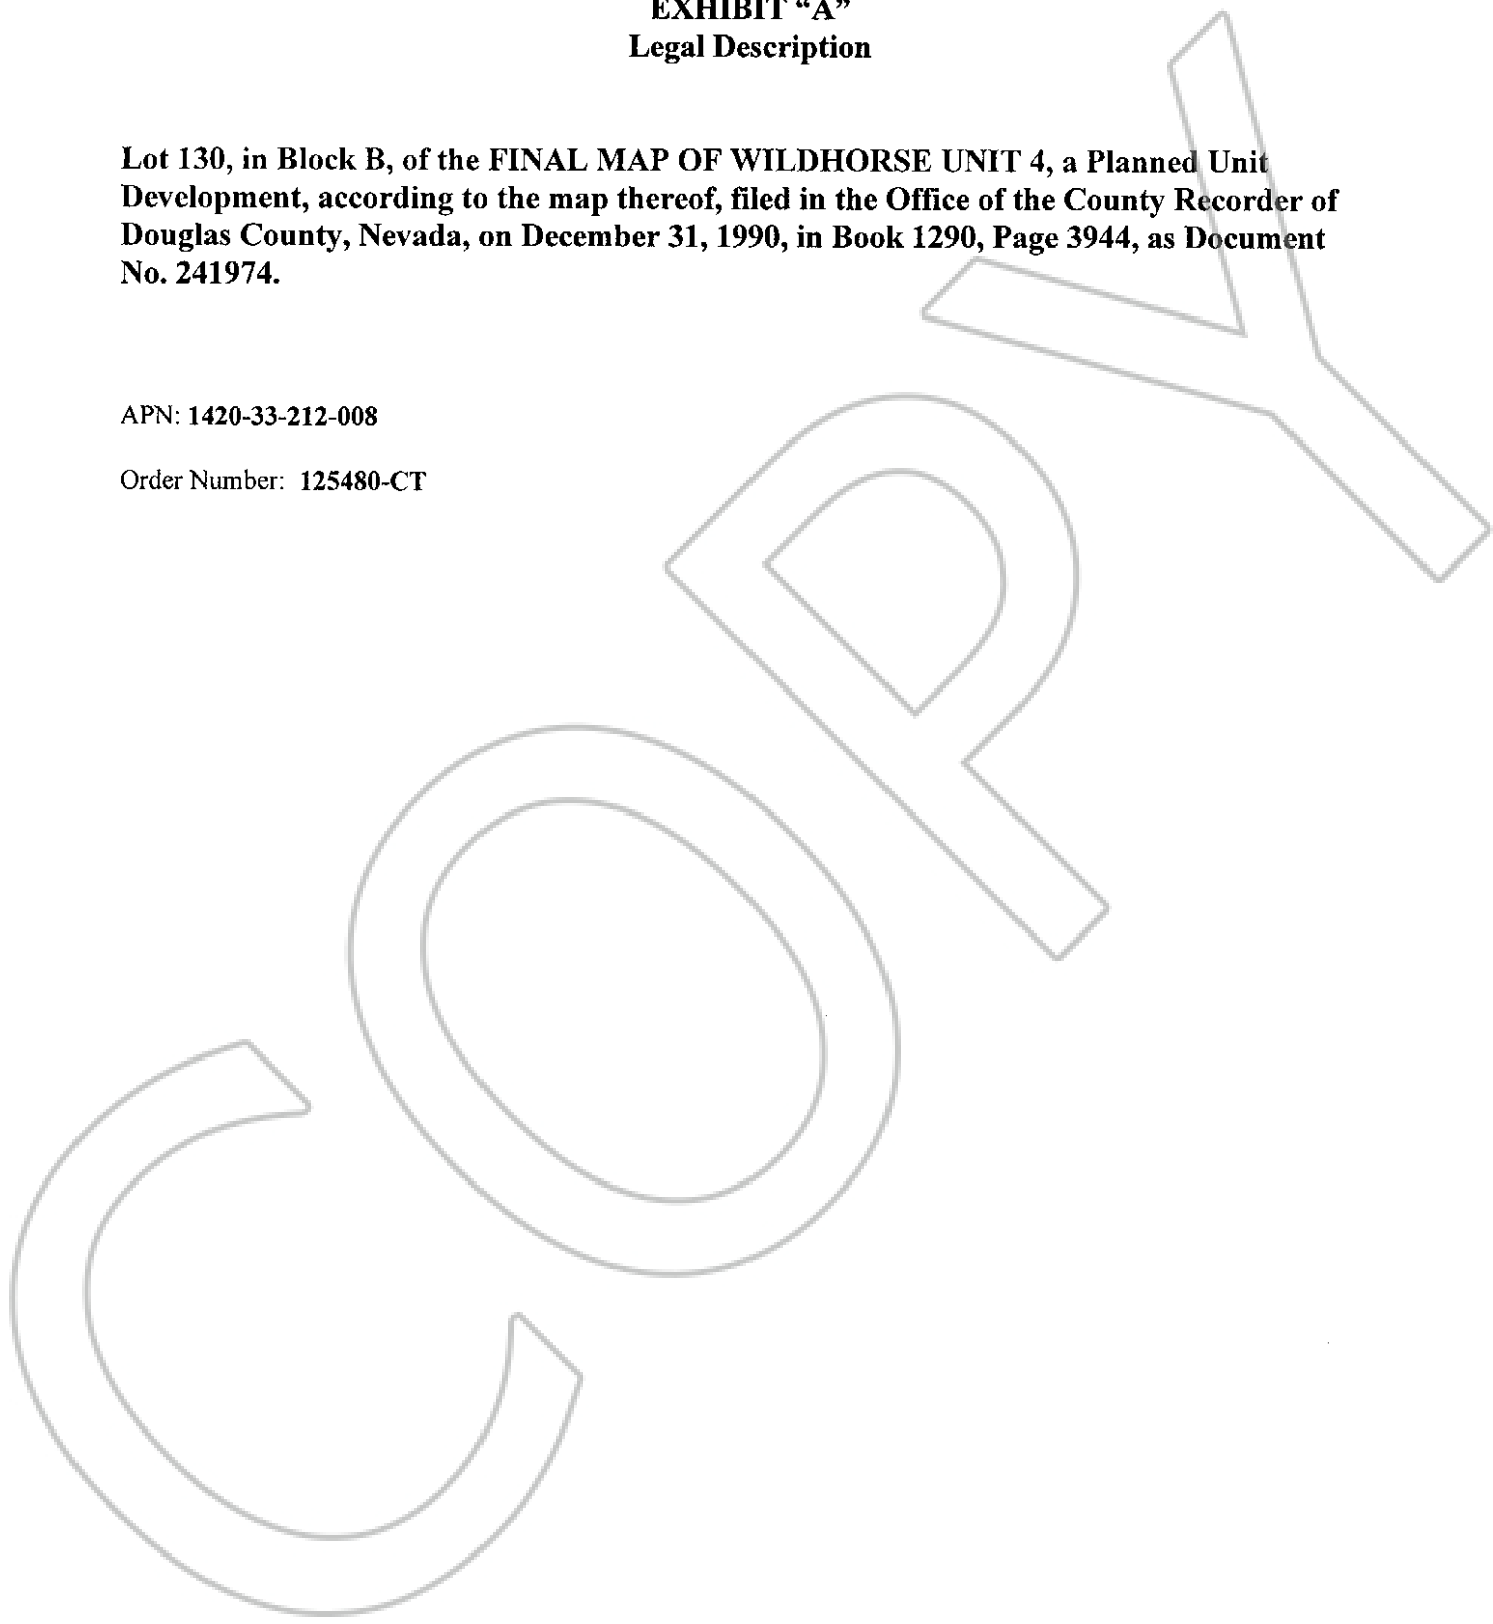 EXHIBIT “A”
Legal Description
Lot 130, in Block B, of the FINAL MAP OF WILDHORSE UNIT 4, a Planned Unit
Development, according to the map thereof, filed in the Office of the County Recorder of
Douglas County, Nevada, on December 31, 1990, in Book 1290, Page 3944, as Document
No. 241974.
APN: 1420-33-212-008
Order Number: 125480-CT
COPY